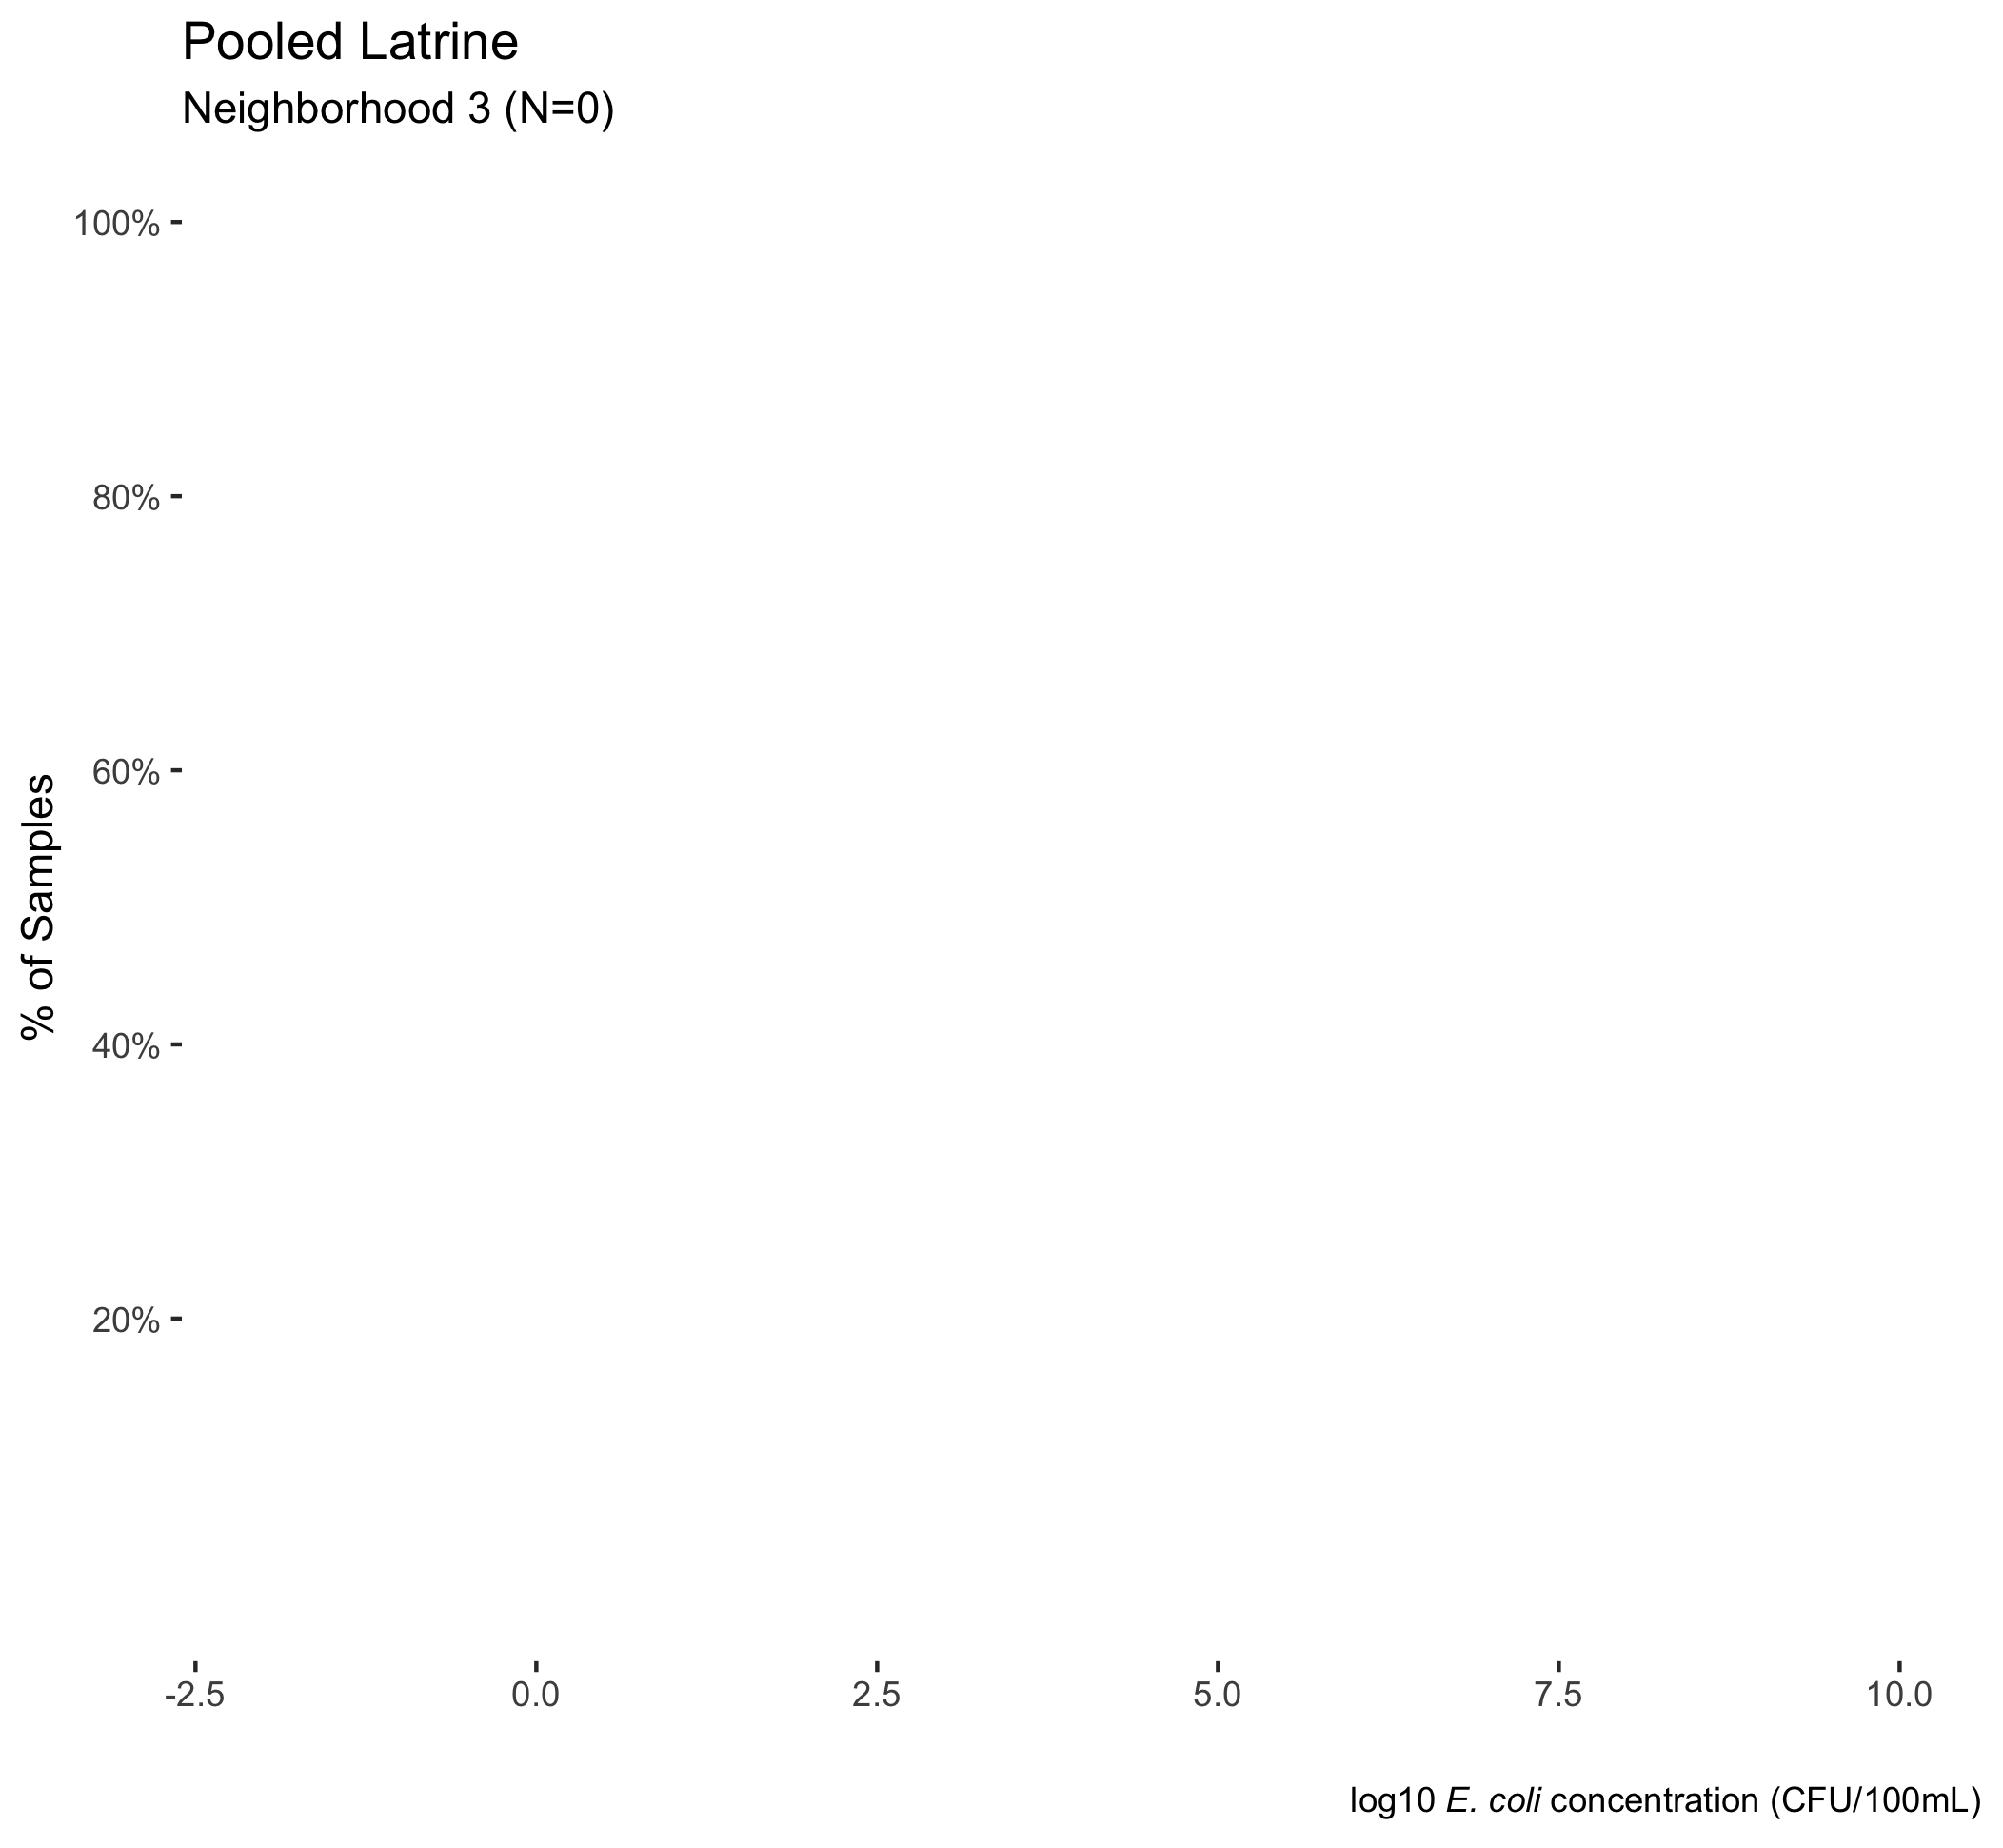 Pooled Latrine
Neighborhood 3 (N=0)
100%
80%
60%
40%
20%
% of Samples
-2.5 0.0 2.5 5.0 7.5 10.0
log10 E. coli concentration (CFU/100mL)